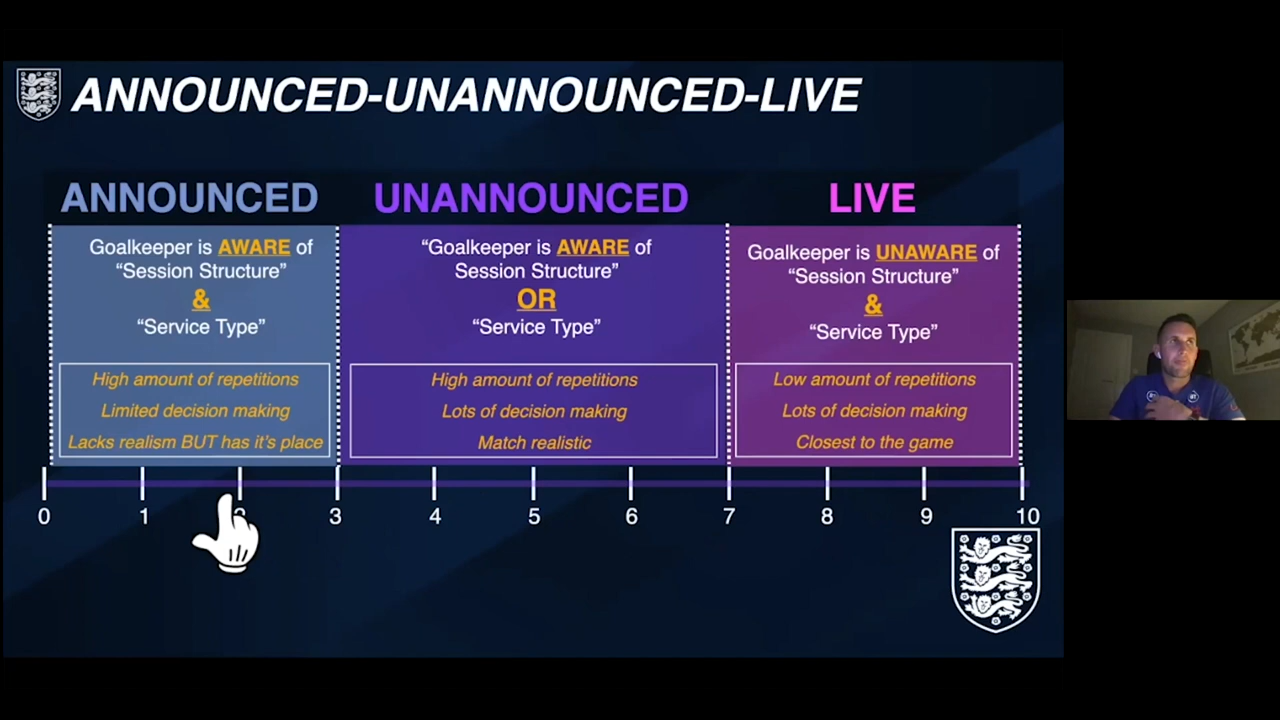 ANNOUNCED-UNANNOUNCED-LIVE
ANNOUNCED
Goalkeeper is AWARE of
“Session Structure”
&
“Service Type”
High amount of repetitions
Limited decision making
Lacks realism BUT has it’s place
UNANNOUNCED
“Goalkeeper is AWARE of
Session Structure”
OR
“Service Type”
High amount of repetitions
Lots of decision making
Match realistic
LIVE
Goalkeeper is UNAWARE of
“Session Structure”
&
“Service Type”
Low amount of repetitions
Lots of decision making
Closest to the game
0 1 2 3 4 5 6 7 8 9 10